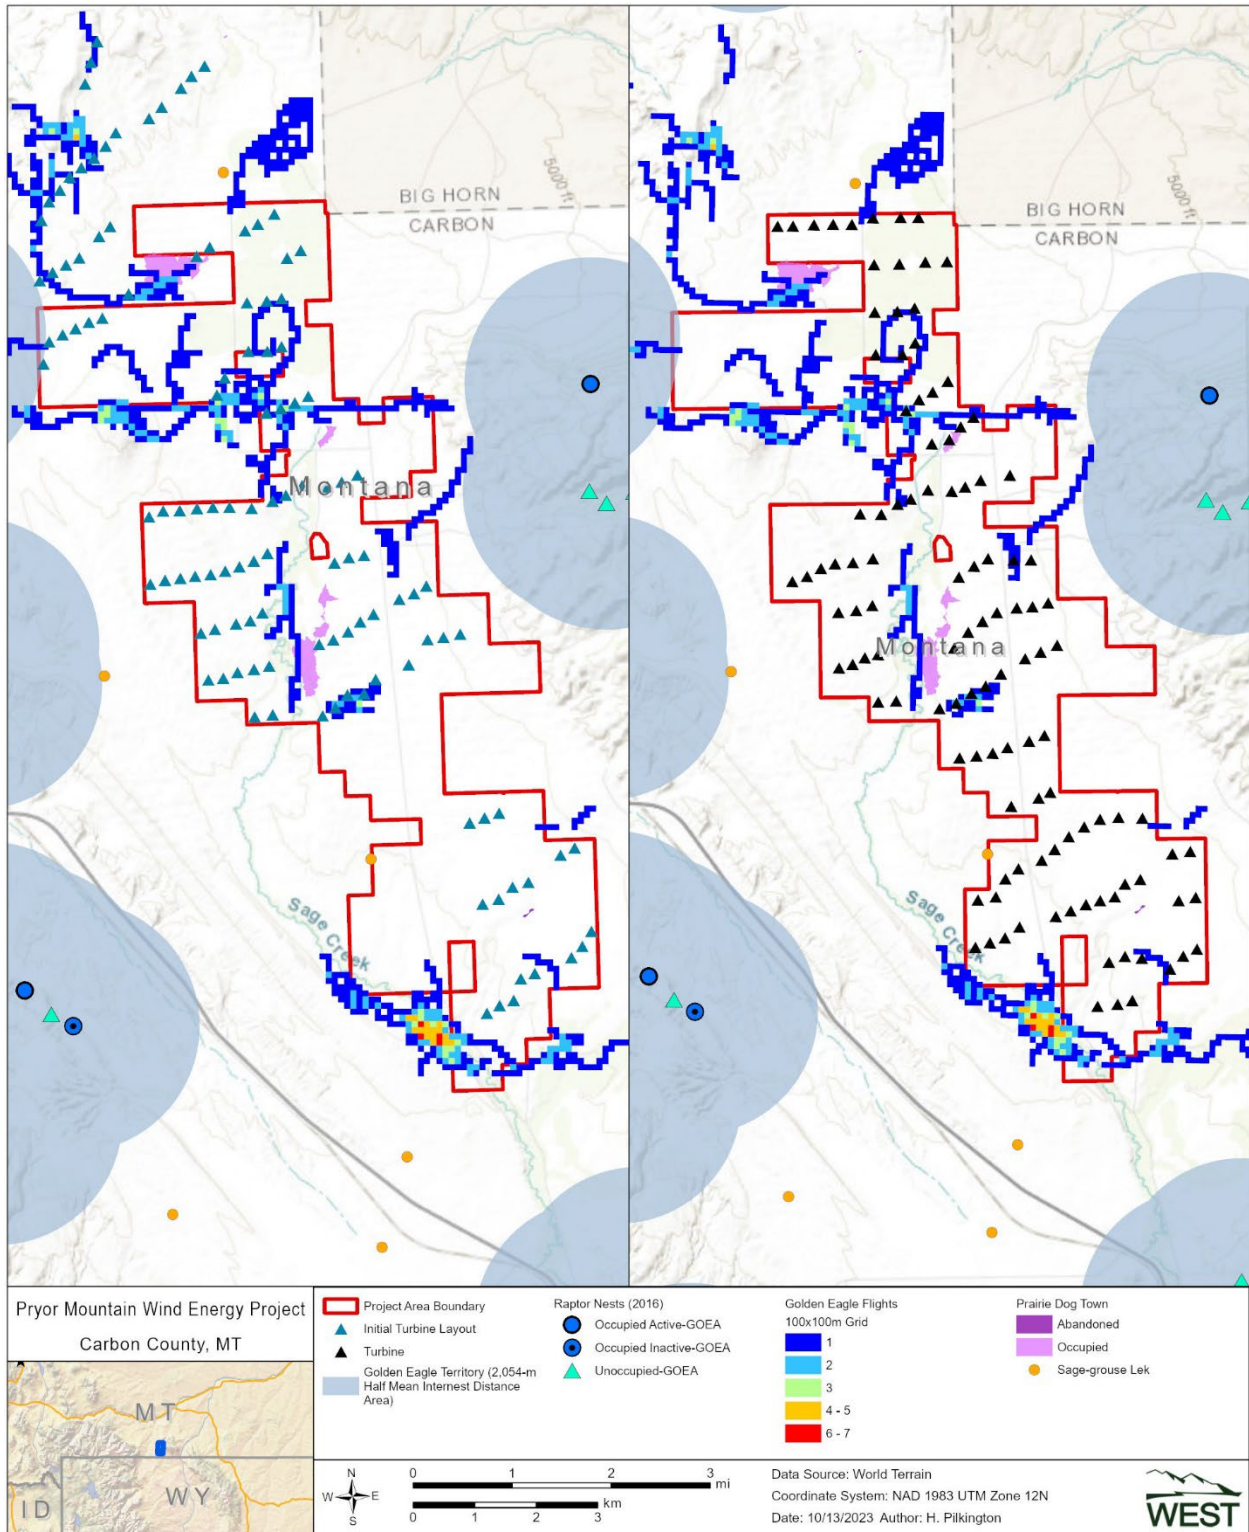 BIG HORN
CARBON
5000 ft
Montana
Sage Creek
BIG HORN
CARBON
5000 ft
Montana
Sage Creek
Pryor Mountain Wind Energy Project
Carbon County, MT
MT
ID
WY
Project Area Boundary
Initial Turbine Layout
Turbine
Golden Eagle Territory (2,054-m
Half Mean Internest Distance
Area)
Raptor Nests (2016)
Occupied Active-GOEA
Occupied Inactive-GOEA
Unoccupied-GOEA
Golden Eagle Flights
100x100m Grid
1
2
3
4 - 5
6 - 7
Prairie Dog Town
Abandoned
Occupied
Sage-grouse Lek
N
W E
S
0 1 2 3
mi
km
0 1 2 3
Data Source: World Terrain
Coordinate System: NAD 1983 UTM Zone 12N
Date: 10/13/2023 Author: H. Pilkington
WEST